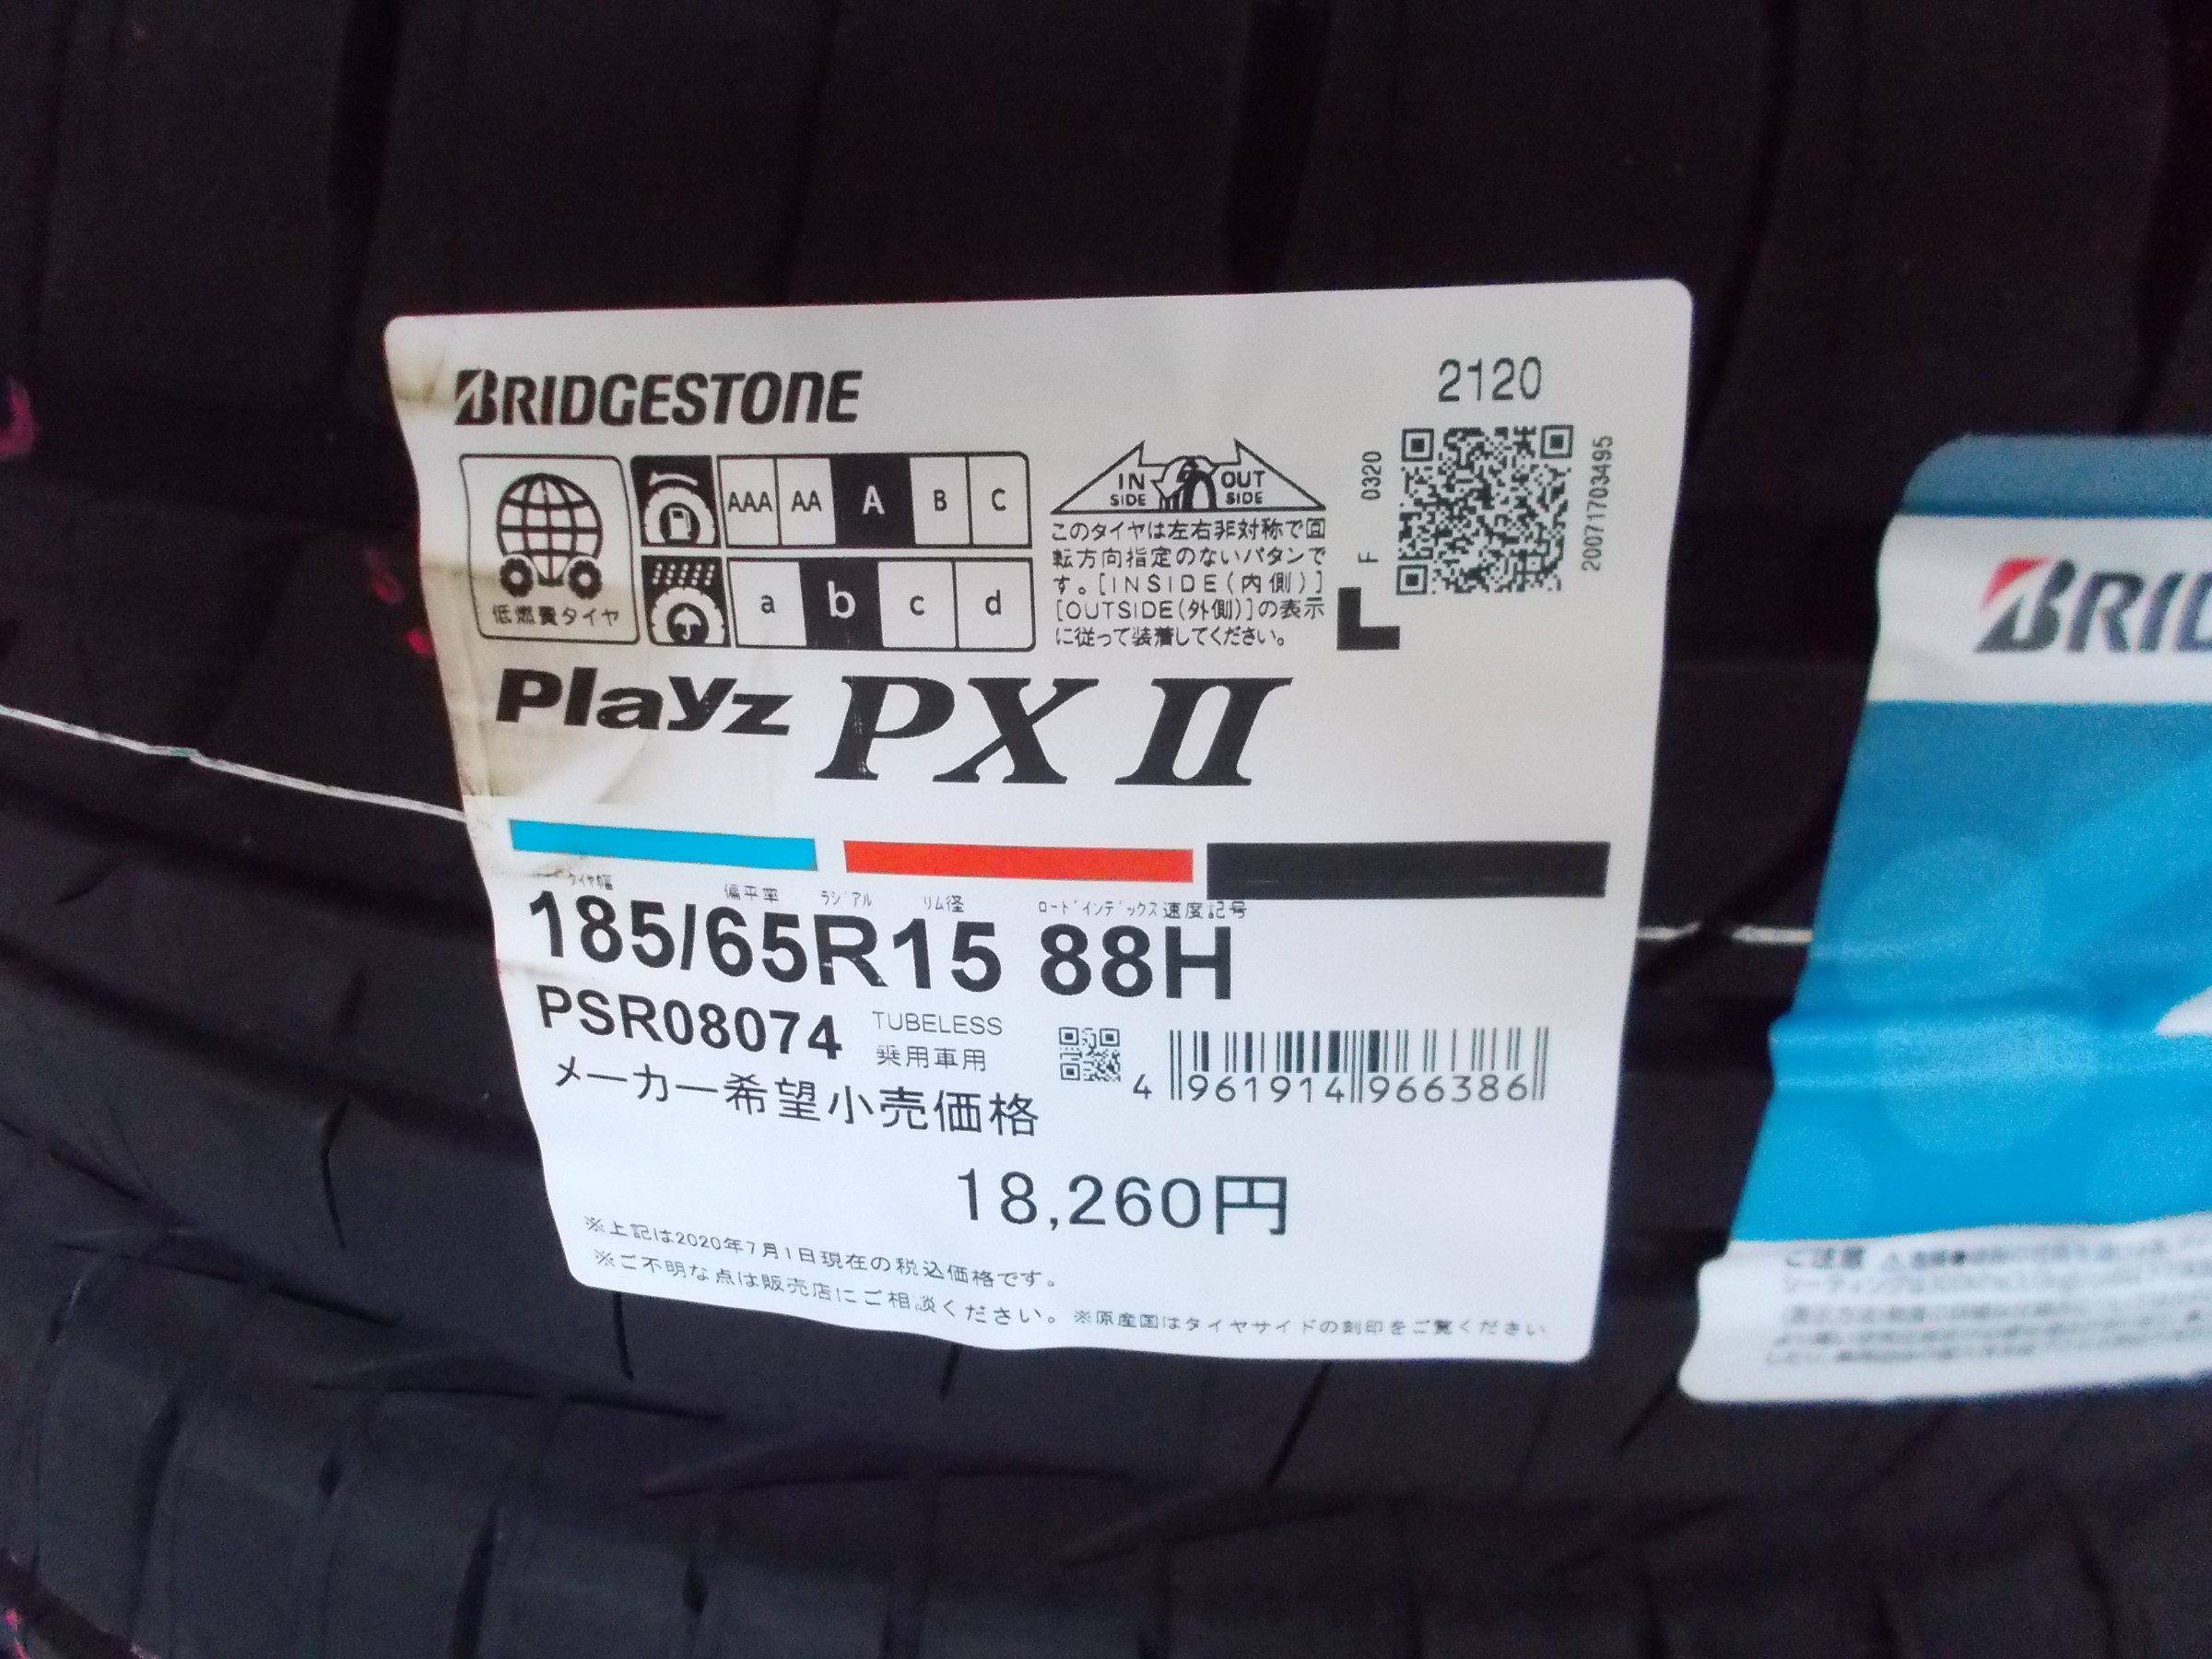 BRIDGESTONE
2120
低燃費タイヤ
AAA AA A B C
a b c d
IN SIDE OUT SIDE
このタイヤは左右非対称で回
転方向指定のないパタンで
す。[INSIDE(内側)]
[OUTSIDE(外側)]の表示
に従って装着してください。
F 0320
2007171703495
L
Playz PX II
タイヤ幅 偏平率 ラジアル リム径 ロードインデックス 速度記号
185/65R15 88H
PSR08074
TUBELESS
乗用車用
4 961914 966386
メーカー希望小売価格
18,260円
※上記は2020年7月1日現在の税込価格です。
※ご不明な点は販売店にご相談ください。※原産国はタイヤサイドの刻印をご覧ください
BRID
ご注意